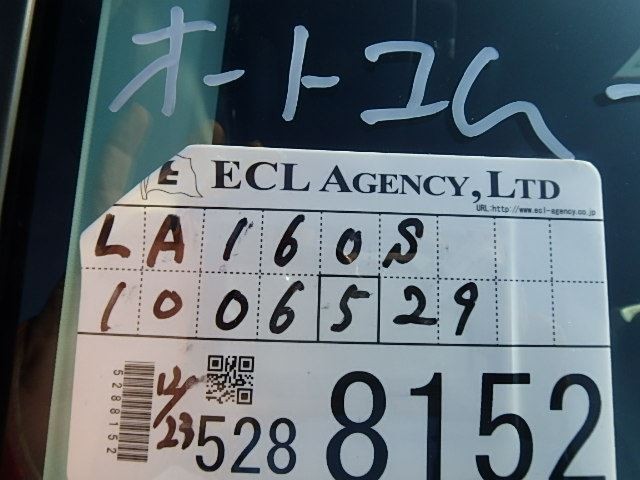 オートコム
E ECL AGENCY, LTD
URL:http://www.ecl-agency.co.jp
LA160S
1006529
5288152
12/23
528 8152